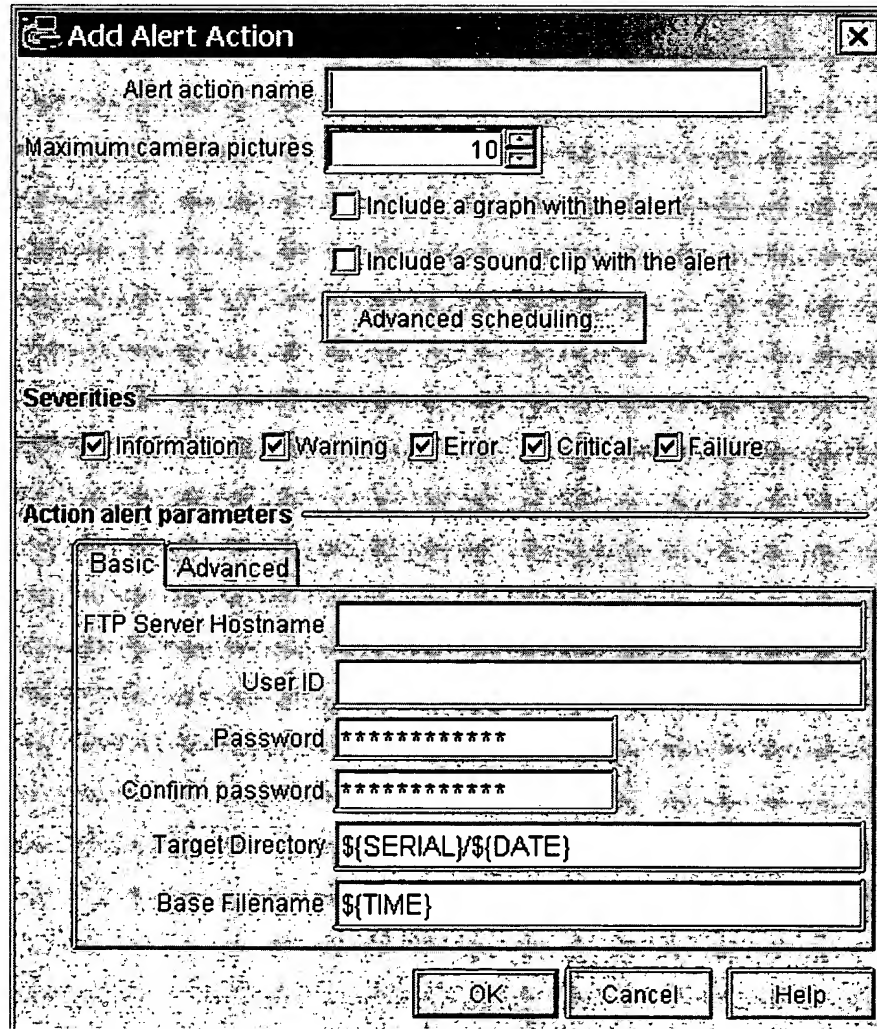 Add Alert Action
Alert action name
Maximum camera pictures 10
Include a graph with the alert
Include a sound clip with the alert
Advanced scheduling...
Severities
Information Warning Error Critical Failure
Action alert parameters
Basic Advanced
FTP Server Hostname
User ID
Password ************
Confirm password ************
Target Directory ${SERIAL}/${DATE}
Base Filename ${TIME}
OK Cancel Help